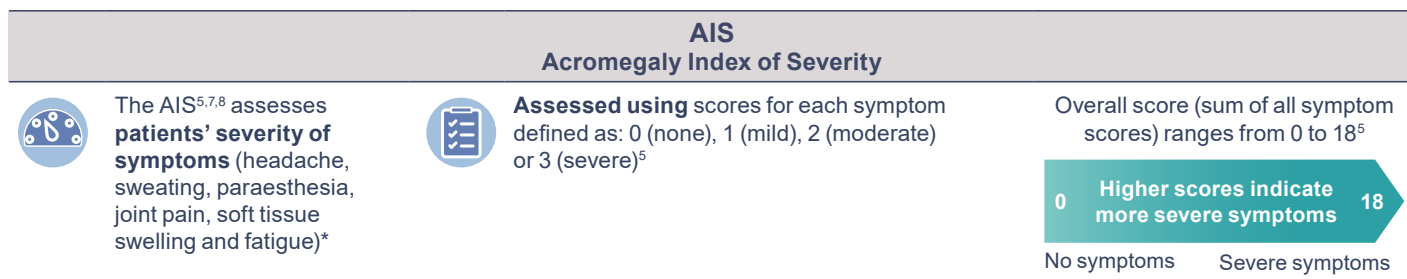 AIS
Acromegaly Index of Severity
The AIS5,7,8 assesses
patients’ severity of
symptoms (headache,
sweating, paraesthesia,
joint pain, soft tissue
swelling and fatigue)*
Assessed using scores for each symptom
defined as: 0 (none), 1 (mild), 2 (moderate)
or 3 (severe)5
Overall score (sum of all symptom
scores) ranges from 0 to 185
0 Higher scores indicate 18
more severe symptoms
No symptoms Severe symptoms